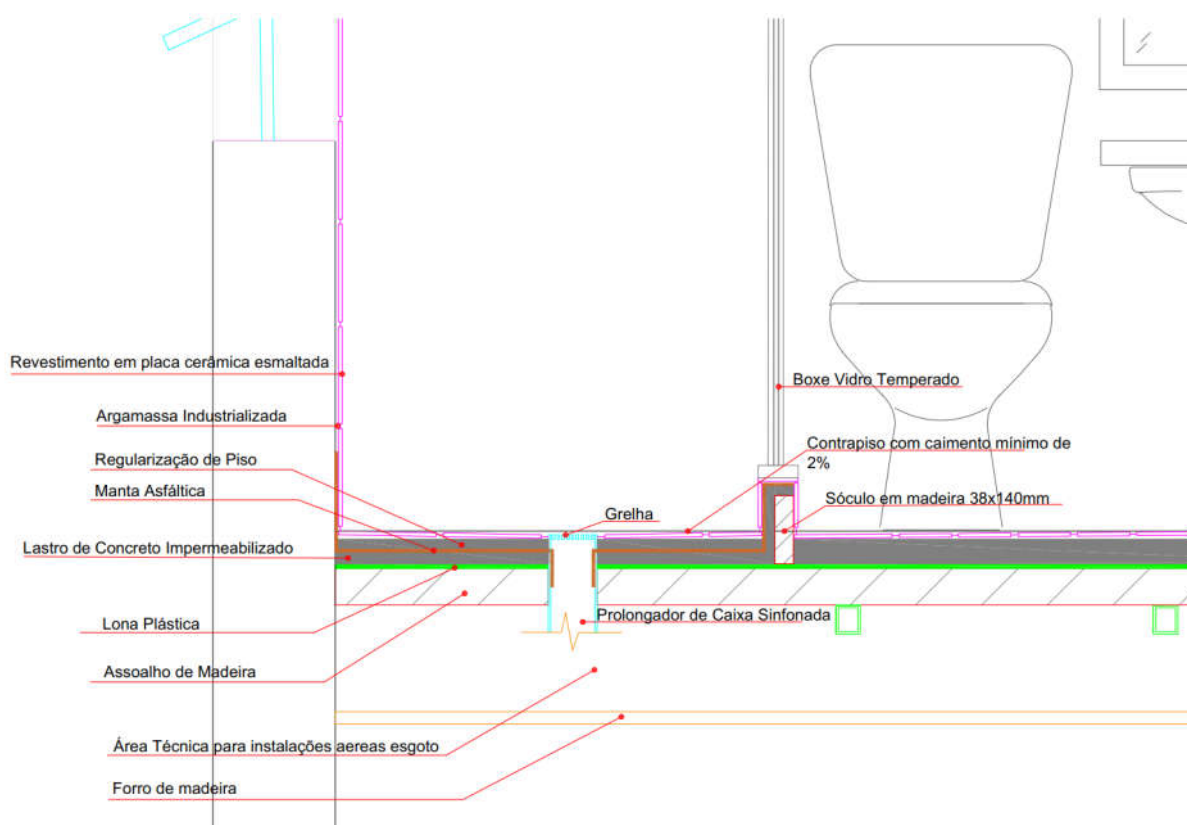 Revestimento em placa cerâmica esmaltada
Argamassa Industrializada
Regularização de Piso
Manta Asfáltica
Lastro de Concreto Impermeabilizado
Lona Plástica
Assoalho de Madeira
Área Técnica para instalações aereas esgoto
Forro de madeira
Grelha
Prolongador de Caixa Sinfonada
Boxe Vidro Temperado
Contrapiso com caimento mínimo de
2%
Sóculo em madeira 38x140mm